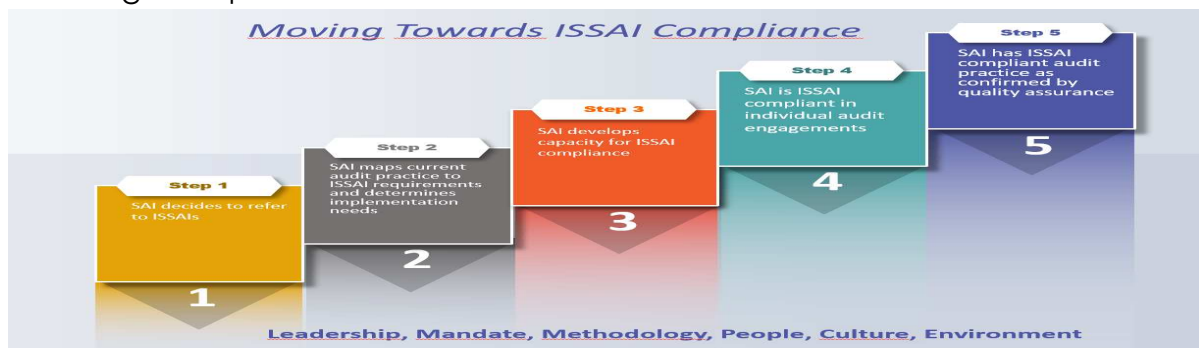 Moving Towards ISSAI Compliance
Step 1
SAI decides to refer
to ISSAIs
1
Step 2
SAI maps current
audit practice to
ISSAI requirements
and determines
implementation
needs
2
Step 3
SAI develops
capacity for ISSAI
compliance
3
Step 4
SAI is ISSAI
compliant in
individual audit
engagements
4
Step 5
SAI has ISSAI
compliant audit
practice as
confirmed by
quality assurance
5
Leadership, Mandate, Methodology, People, Culture, Environment